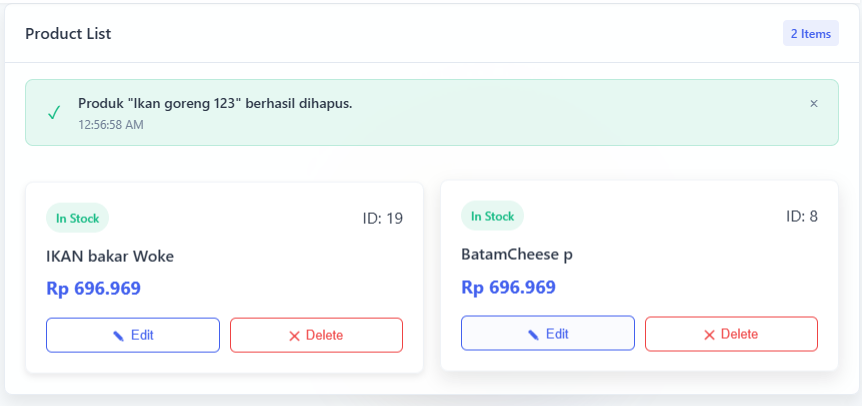 Product List
2 Items
Produk "Ikan goreng 123" berhasil dihapus.
12:56:58 AM
In Stock
ID: 19
IKAN bakar Woke
Rp 696.969
Edit
Delete
In Stock
ID: 8
BatamCheese p
Rp 696.969
Edit
Delete